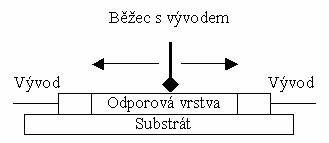 Běžec s vývodem
Vývod
Vývod
Odporová vrstva
Substrát